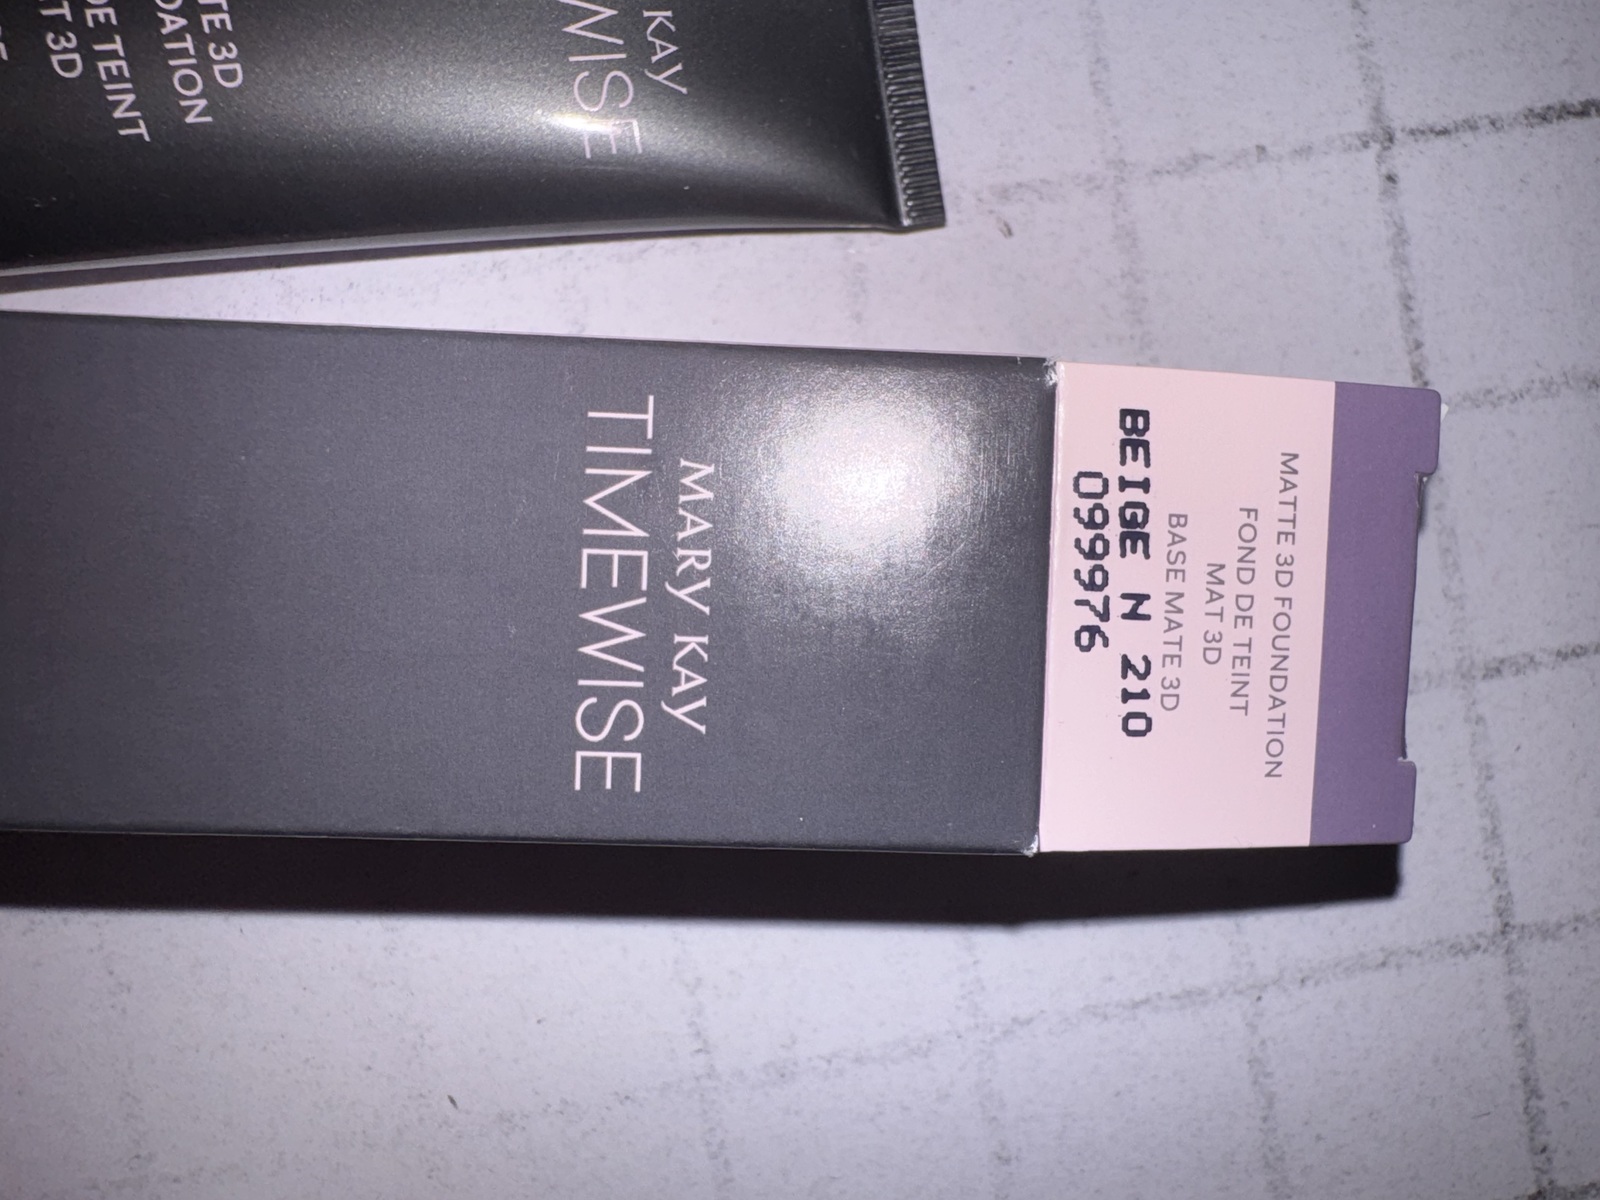 KAY
WISE
TE 3D
DATION
DE TEINT
T 3D
MARY KAY
TIMEWISE
MATTE 3D FOUNDATION
FOND DE TEINT
MAT 3D
BASE MATE 3D
BEIGE N 210
099976